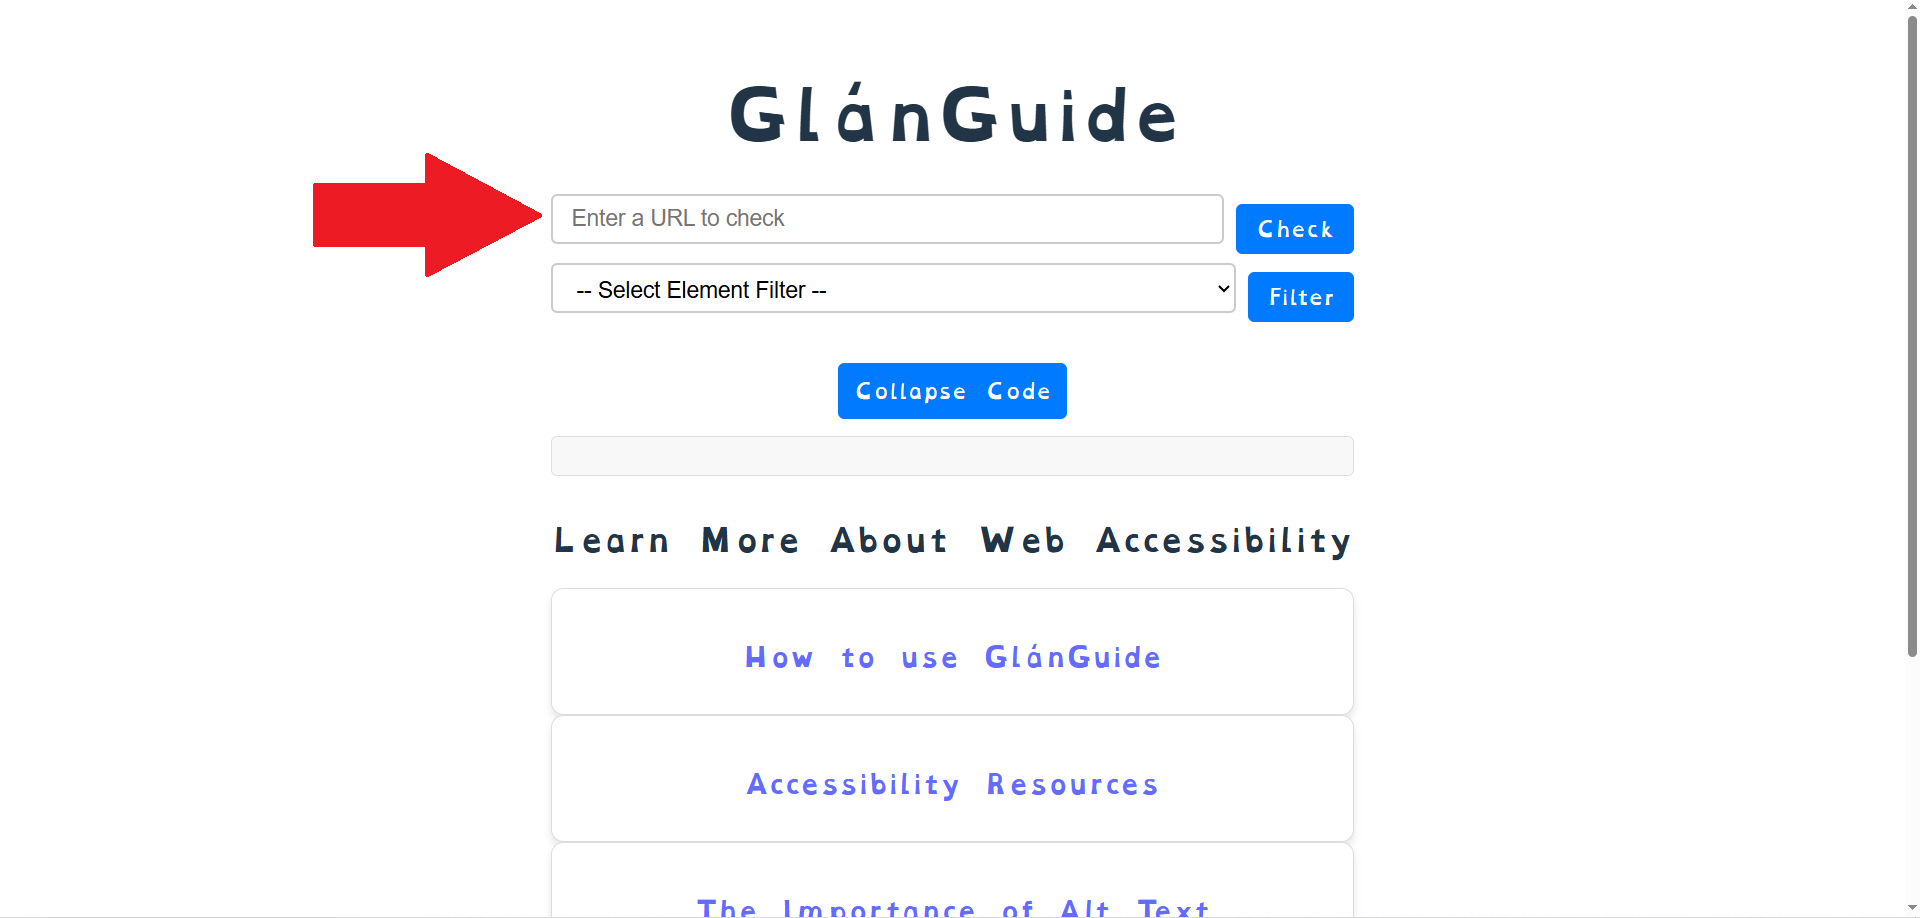 GlánGuide
Enter a URL to check
Check
-- Select Element Filter --
Filter
Collapse Code
Learn More About Web Accessibility
How to use GlánGuide
Accessibility Resources
The Importance of Alt Text